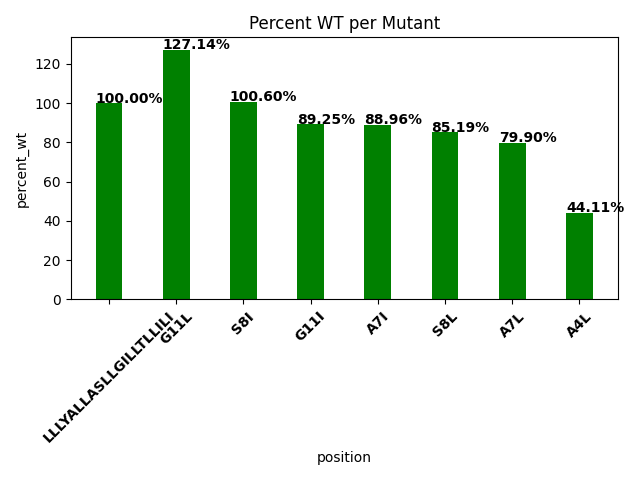 Percent WT per Mutant
127.14%
100.00%
100.60%
89.25%
88.96%
85.19%
79.90%
44.11%
percent_wt
120
100
80
60
40
20
0
LLLYALLASLLGILLTLLILI
G11L
S8I
G11I
A7I
S8L
A7L
A4L
position